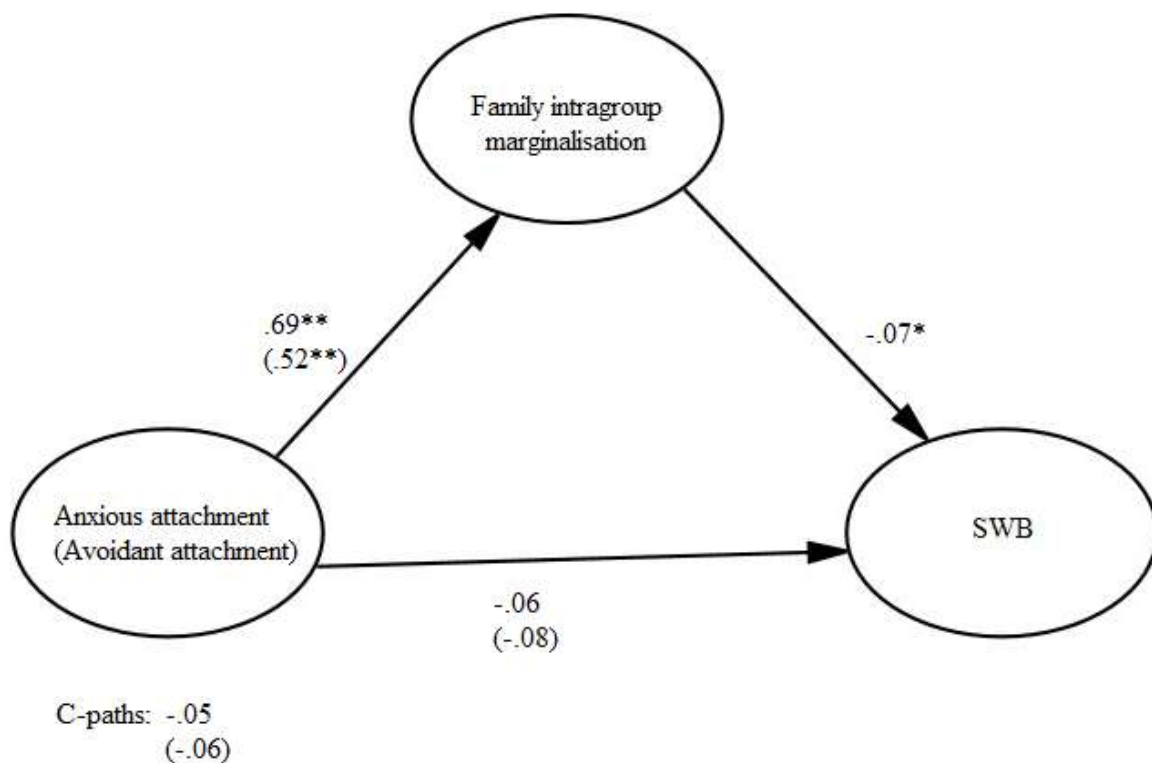 Family intragroup
marginalisation
.69**
(.52**)
-.07*
Anxious attachment
(Avoidant attachment)
SWB
-.06
(-.08)
C-paths: -.05
(-.06)